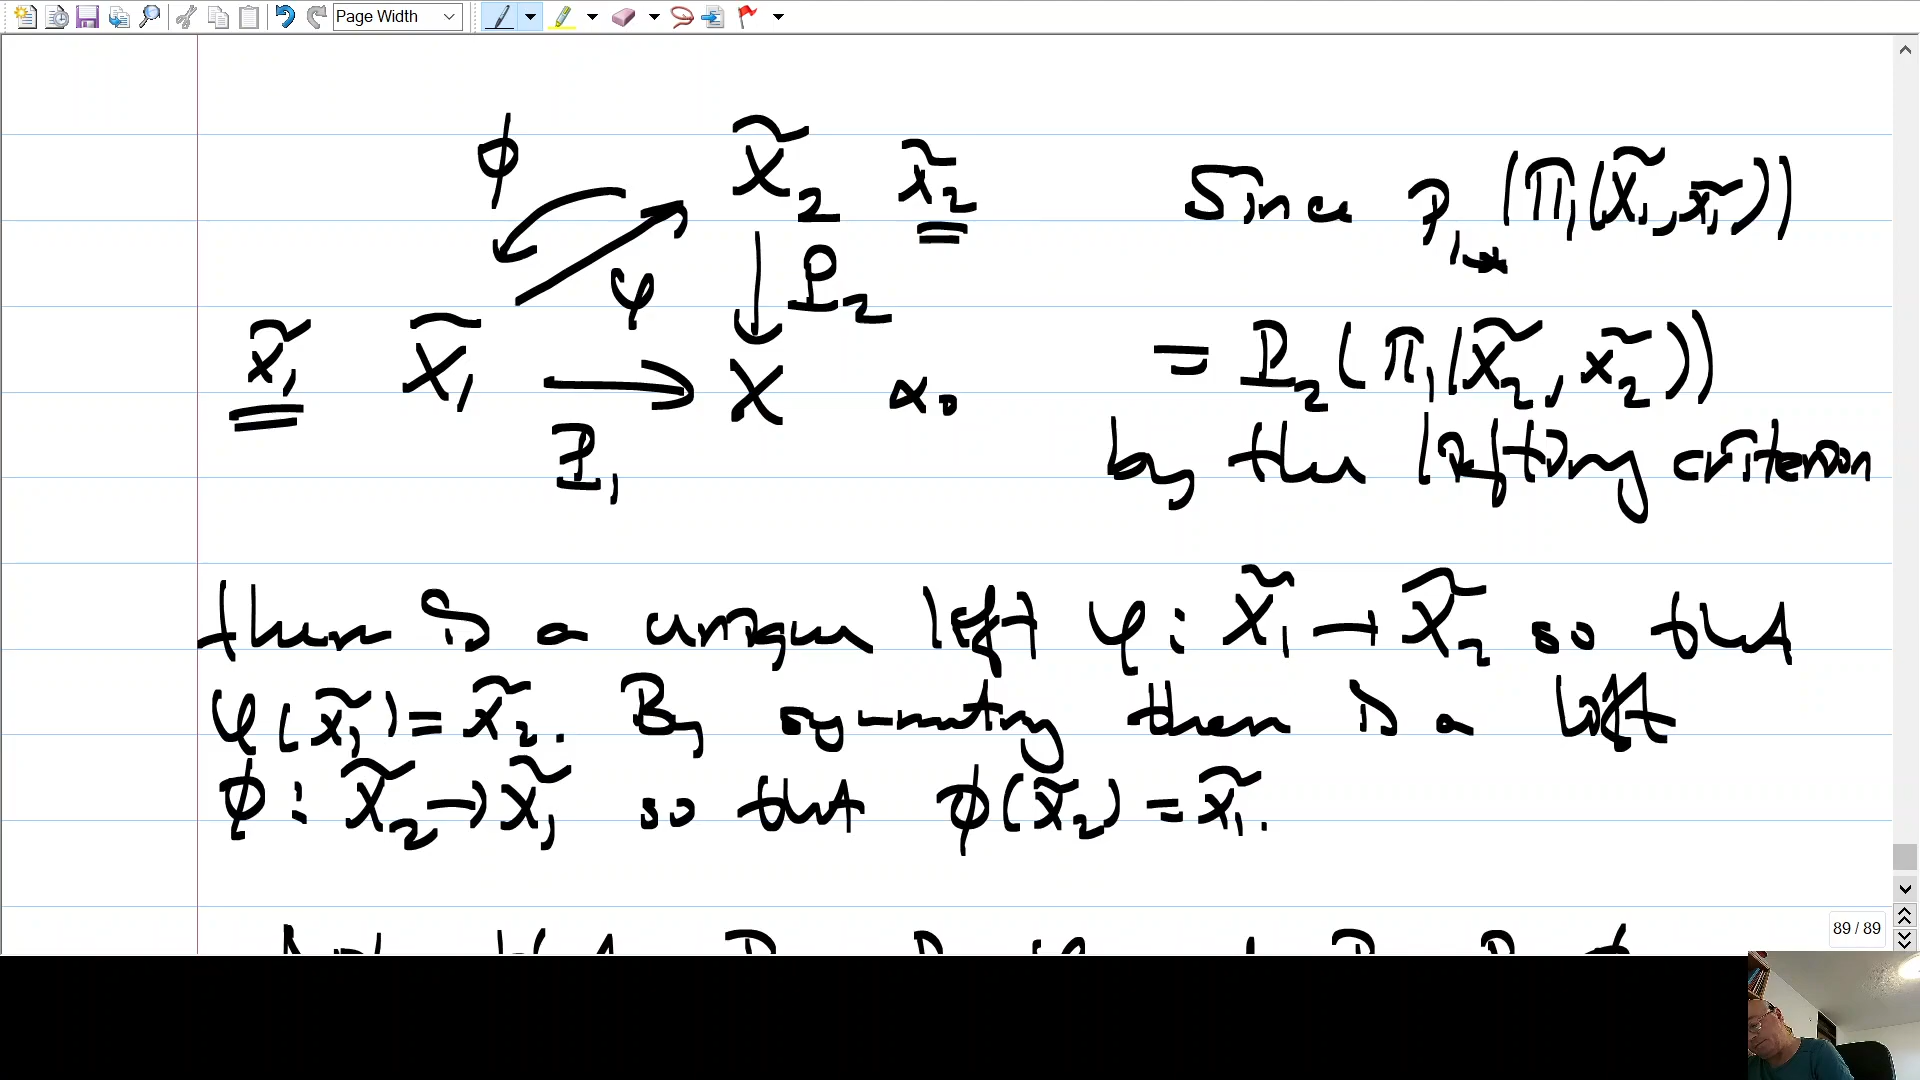 Page Width
ϕ X̃₂ x̃₂
φ P₂
x̃₁ X̃₁ X x₀
P₁
Since P₁,* (π₁(X̃₁,x̃₁))
= P₂(π₁(X̃₂, x̃₂))
by the lifting criterion
there is a unique lift φ : X̃₁ → X̃₂ so that
φ(x̃₁) = x̃₂. By symmetry there is a lift
ϕ : X̃₂ → X̃₁ so that ϕ(x̃₂) = x̃₁.
89 / 89